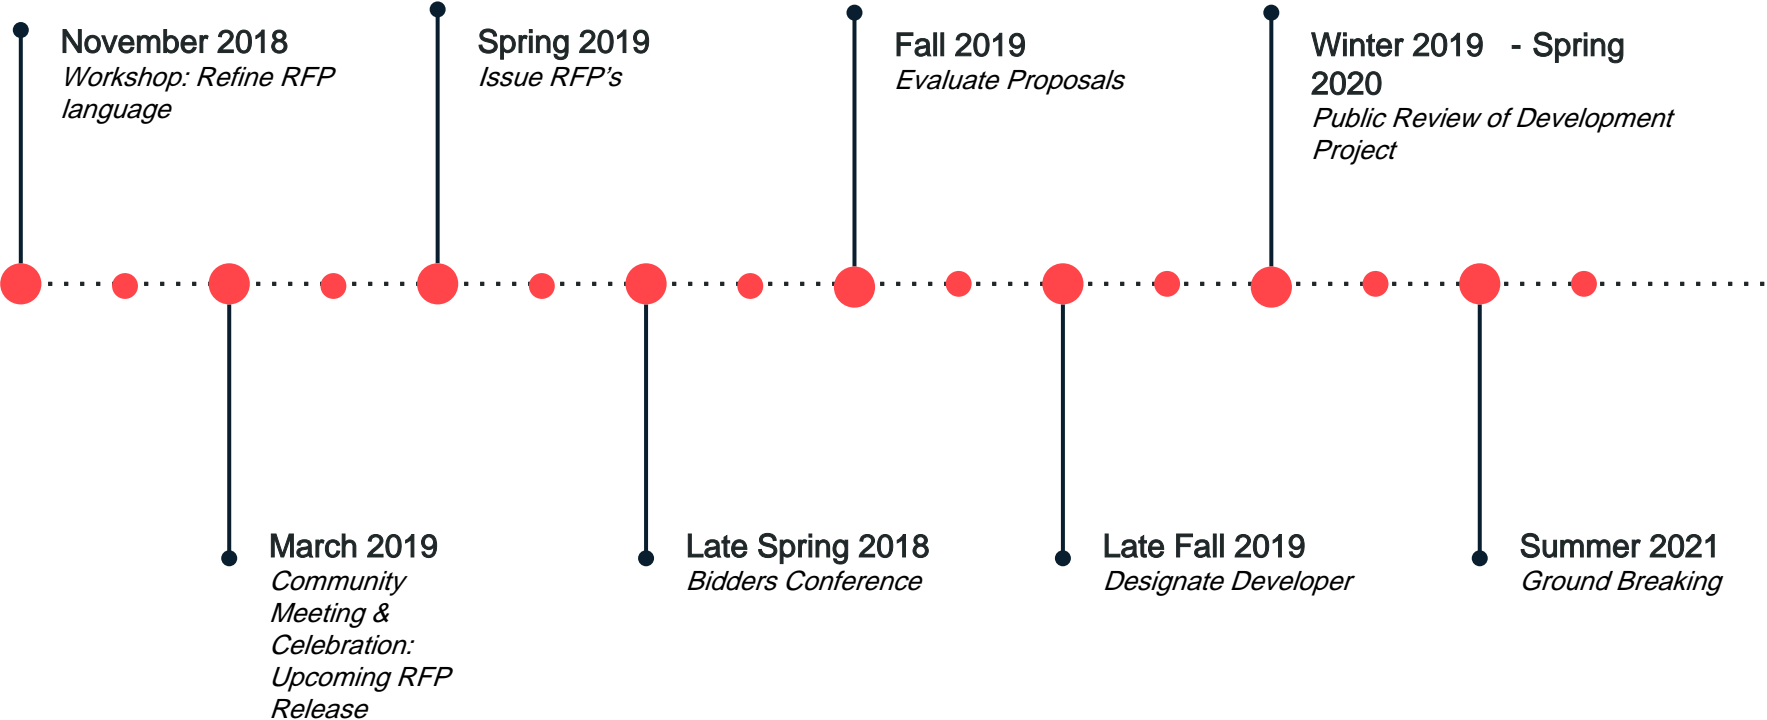 November 2018
Workshop: Refine RFP
language
Spring 2019
Issue RFP’s
Fall 2019
Evaluate Proposals
Winter 2019 - Spring
2020
Public Review of Development
Project
March 2019
Community
Meeting &
Celebration:
Upcoming RFP
Release
Late Spring 2018
Bidders Conference
Late Fall 2019
Designate Developer
Summer 2021
Ground Breaking